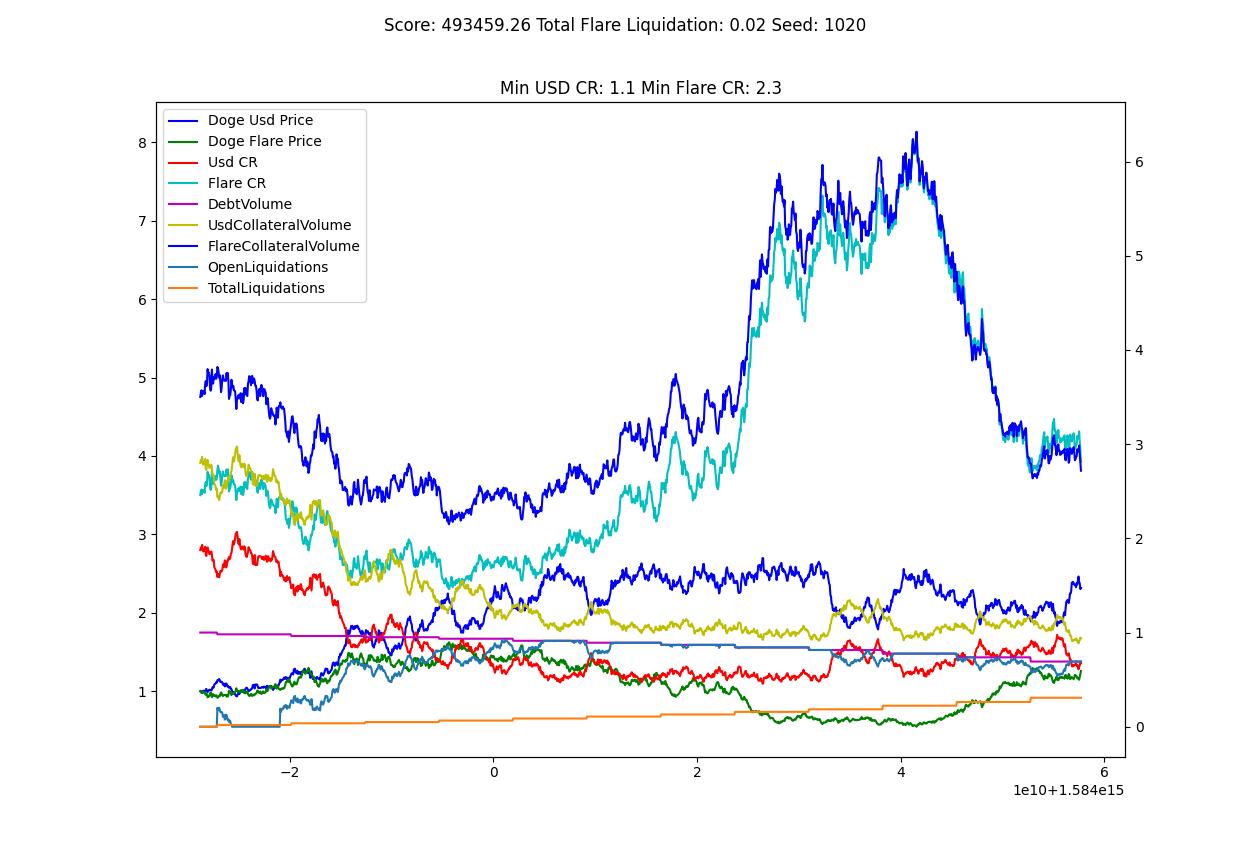 Score: 493459.26 Total Flare Liquidation: 0.02 Seed: 1020
Min USD CR: 1.1 Min Flare CR: 2.3
Doge Usd Price
Doge Flare Price
Usd CR
Flare CR
DebtVolume
UsdCollateralVolume
FlareCollateralVolume
OpenLiquidations
TotalLiquidations
8
7
6
5
4
3
2
1
6
5
4
3
2
1
0
−2
0
2
4
6
1e10+1.584e15